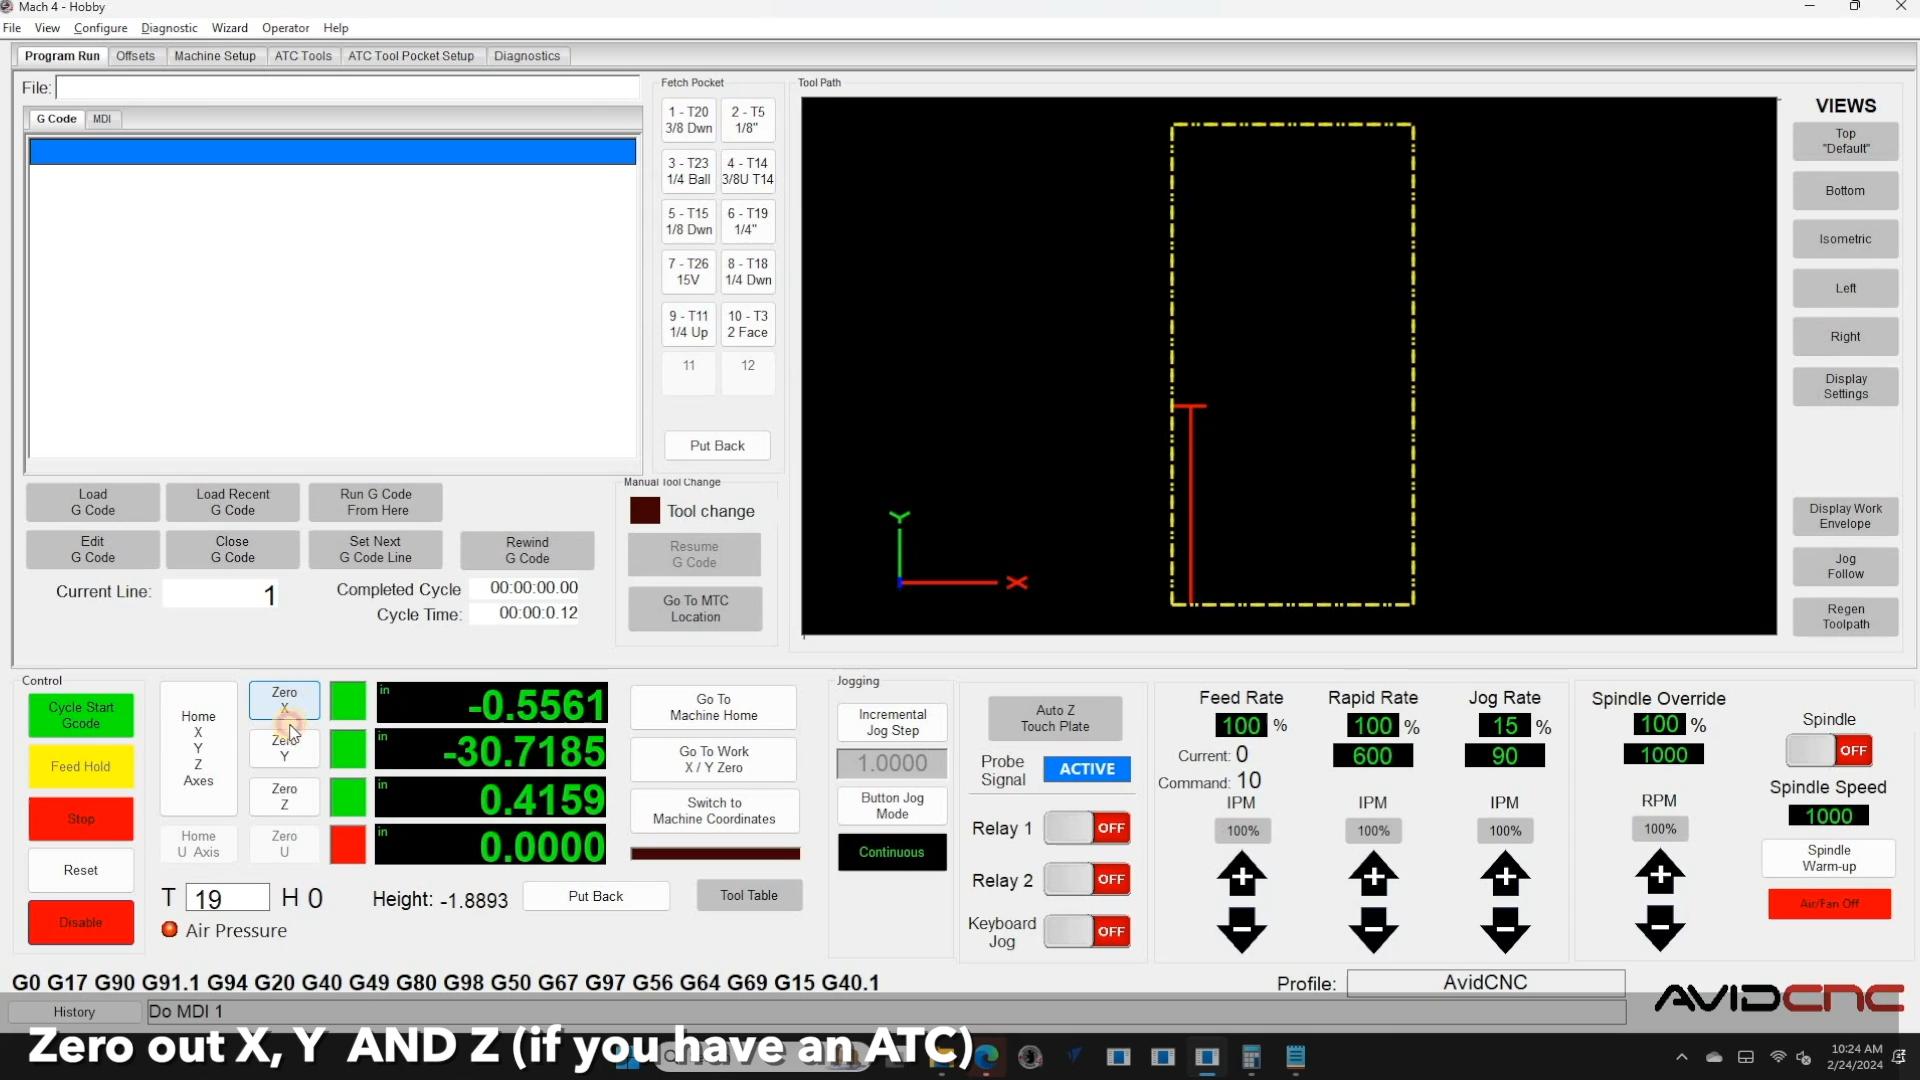 Mach 4 - Hobby
File View Configure Diagnostic Wizard Operator Help
Program Run Offsets Machine Setup ATC Tools ATC Tool Pocket Setup Diagnostics
File:
G Code MDI
Load
G Code
Load Recent
G Code
Run G Code
From Here
Edit
G Code
Close
G Code
Set Next
G Code Line
Rewind
G Code
Current Line: 1
Completed Cycle 00:00:00.00
Cycle Time: 00:00:0.12
Fetch Pocket
1 - T20
3/8 Dwn
2 - T5
1/8"
3 - T23
1/4 Ball
4 - T14
3/8U T14
5 - T15
1/8 Dwn
6 - T19
1/4"
7 - T26
15V
8 - T18
1/4 Dwn
9 - T11
1/4 Up
10 - T3
2 Face
11 12
Put Back
Manual Tool Change
Tool change
Resume
G Code
Go To MTC
Location
Tool Path
Y
X
VIEWS
Top
"Default"
Bottom
Isometric
Left
Right
Display
Settings
Display Work
Envelope
Jog
Follow
Regen
Toolpath
Control
Cycle Start
Gcode
Feed Hold
Stop
Reset
Disable
Home
X
Y
Z
Axes
Home
U Axis
Zero
X
in -0.5561
Zero
Y
in -30.7185
Zero
Z
in 0.4159
Zero
U
in 0.0000
Go To
Machine Home
Go To Work
X / Y Zero
Switch to
Machine Coordinates
T 19 H 0 Height: -1.8893 Put Back Tool Table
Air Pressure
Jogging
Incremental
Jog Step
1.0000
Button Jog
Mode
Continuous
Auto Z
Touch Plate
Probe
Signal
ACTIVE
Relay 1 OFF
Relay 2 OFF
Keyboard
Jog
OFF
Feed Rate
100 %
Current: 0
Command: 10
IPM
100%
+
-
Rapid Rate
100 %
600
IPM
100%
+
-
Jog Rate
15 %
90
IPM
100%
+
-
Spindle Override
100 %
1000
RPM
100%
+
-
Spindle
OFF
Spindle Speed
1000
Spindle
Warm-up
Air/Fan Off
G0 G17 G90 G91.1 G94 G20 G40 G49 G80 G98 G50 G67 G97 G56 G64 G69 G15 G40.1
Profile: AvidCNC
AVIDCNC
History Do MDI 1
Zero out X, Y AND Z (if you have an ATC)
10:24 AM
2/24/2024